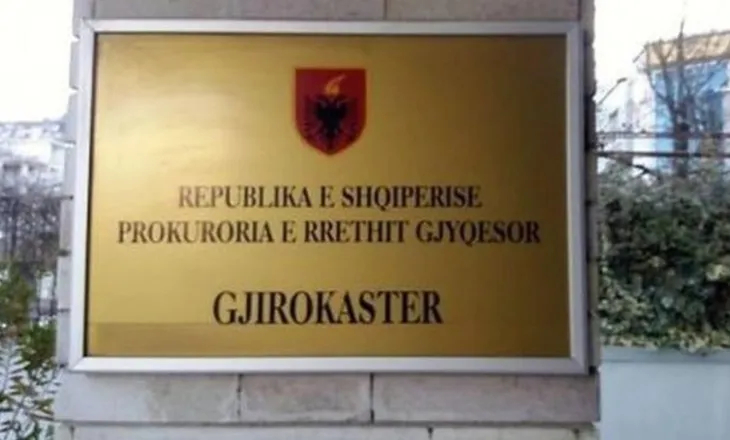 REPUBLIKA E SHQIPERISE
PROKURORIA E RRETHIT GJYQESOR
GJIROKASTER